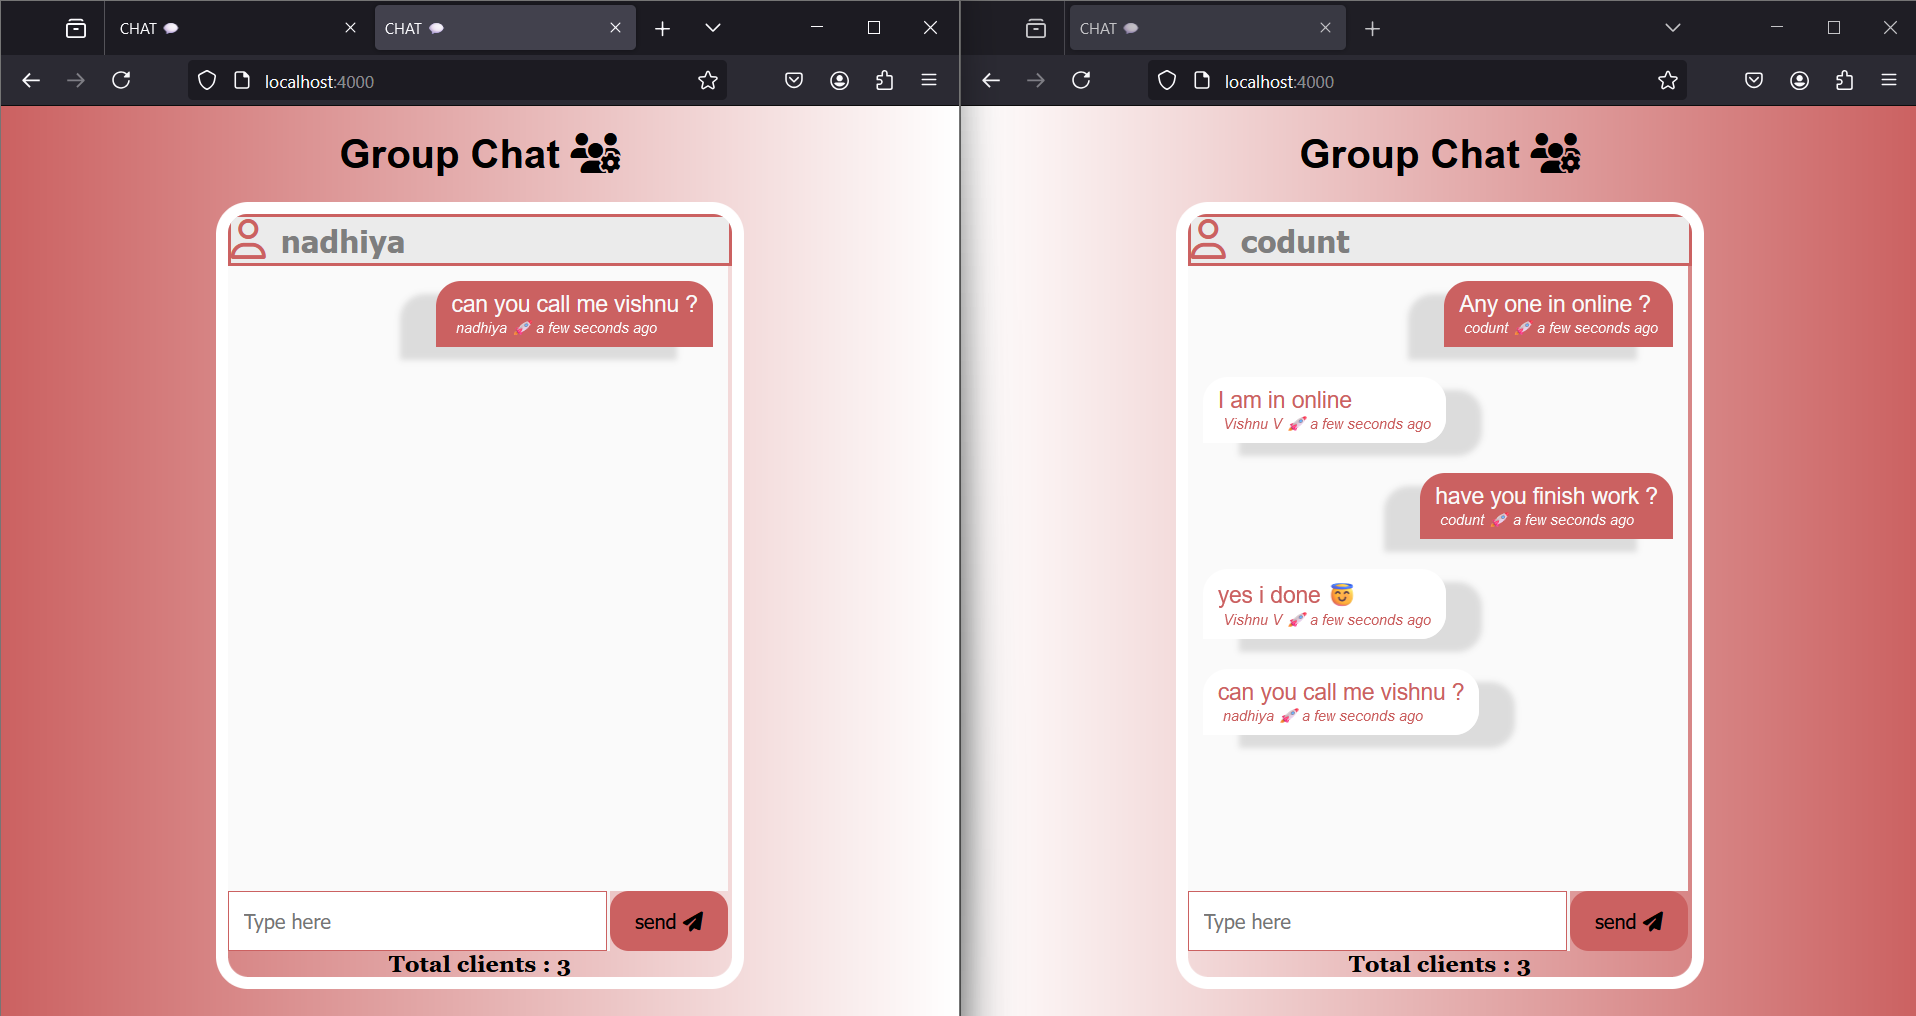 CHAT 💬
CHAT 💬
localhost:4000
Group Chat
nadhiya
can you call me vishnu ?
nadhiya 🚀 a few seconds ago
Type here
send
Total clients : 3
CHAT 💬
localhost:4000
Group Chat
codunt
Any one in online ?
codunt 🚀 a few seconds ago
I am in online
Vishnu V 🚀 a few seconds ago
have you finish work ?
codunt 🚀 a few seconds ago
yes i done 😇
Vishnu V 🚀 a few seconds ago
can you call me vishnu ?
nadhiya 🚀 a few seconds ago
Type here
send
Total clients : 3